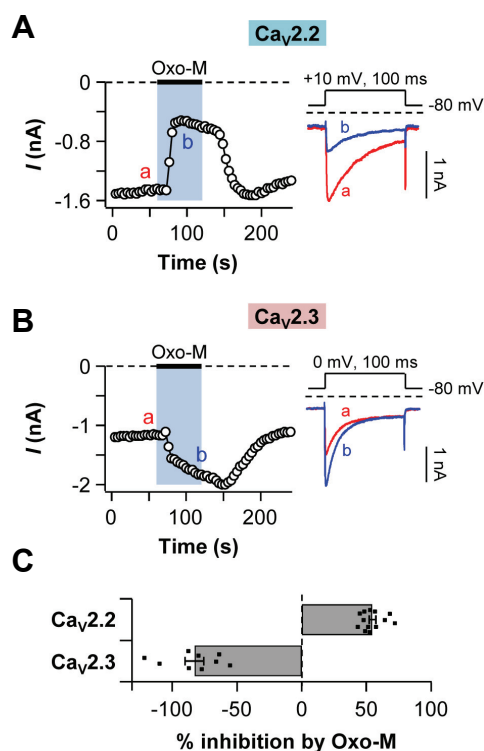 A
Cav2.2
Oxo-M
0
-0.8
-1.6
I (nA)
a
b
0
100
200
Time (s)
+10 mV, 100 ms
-80 mV
b
a
1 nA
B
Cav2.3
Oxo-M
0
-1
-2
I (nA)
a
b
0
100
200
Time (s)
0 mV, 100 ms
-80 mV
a
b
1 nA
C
Cav2.2
Cav2.3
-100 -50 0 50 100
% inhibition by Oxo-M